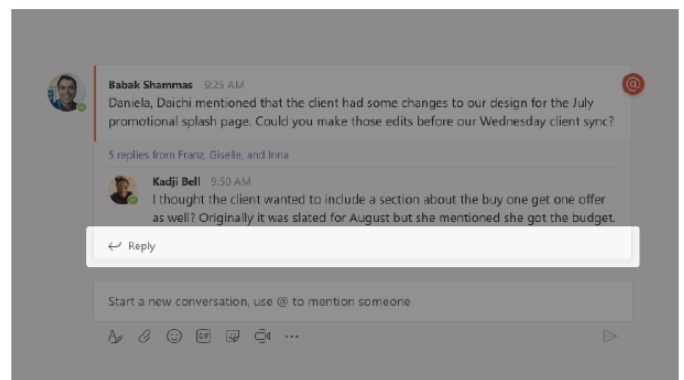 Babak Shammas 9:25 AM
@
Daniela, Daichi mentioned that the client had some changes to our design for the July
promotional splash page. Could you make those edits before our Wednesday client sync?
5 replies from Franz, Giselle, and Inna
Kadji Bell 9:50 AM
I thought the client wanted to include a section about the buy one get one offer
as well? Originally it was slated for August but she mentioned she got the budget.
Reply
Start a new conversation, use @ to mention someone
GIF